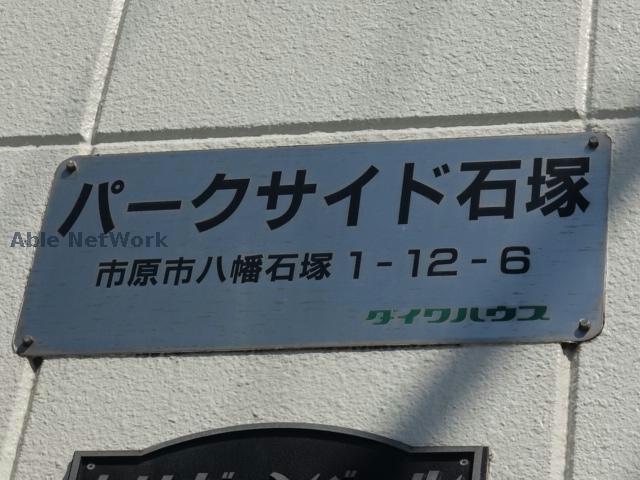 パークサイド石塚
Able NetWork
市原市八幡石塚1-12-6
ダイワハウス